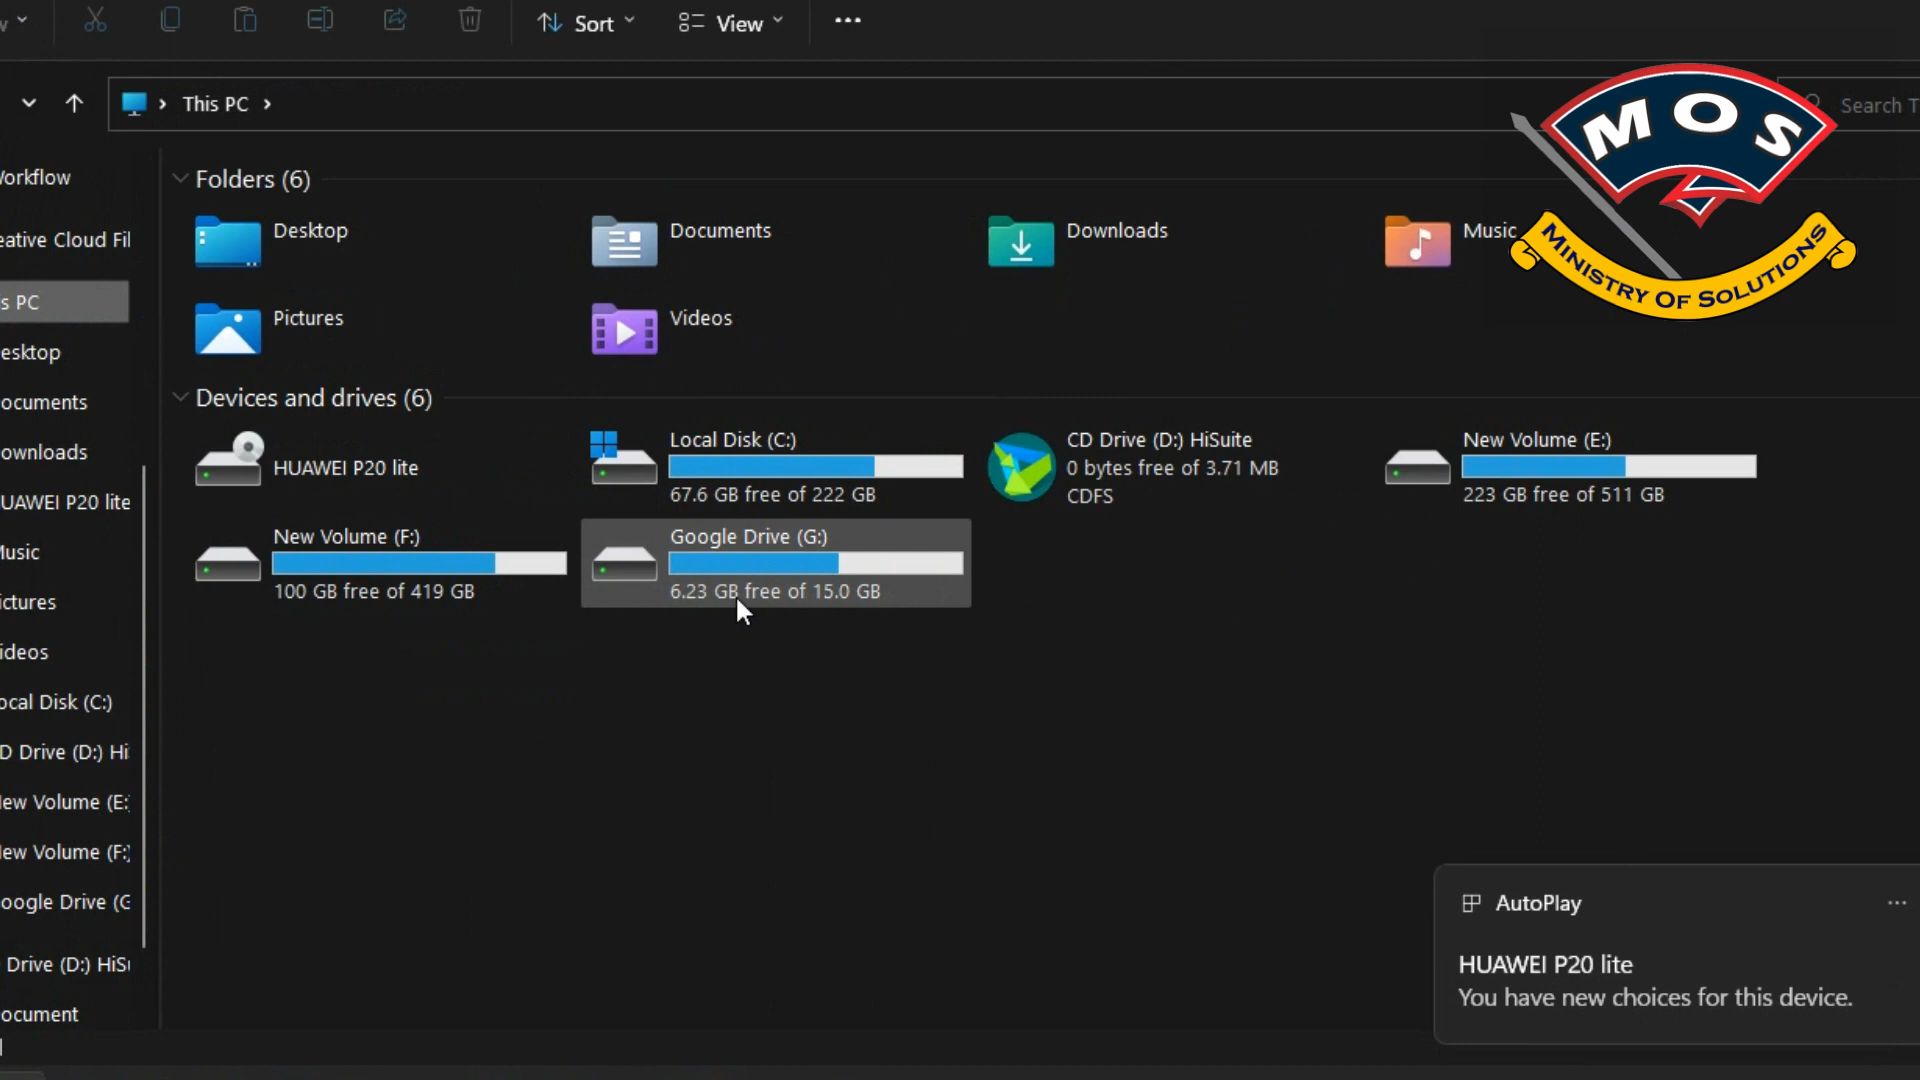 Sort
View
This PC
Search T
MOS
MINISTRY OF SOLUTIONS
Folders (6)
Desktop
Documents
Downloads
Music
Pictures
Videos
Devices and drives (6)
HUAWEI P20 lite
Local Disk (C:)
67.6 GB free of 222 GB
CD Drive (D:) HiSuite
0 bytes free of 3.71 MB
CDFS
New Volume (E:)
223 GB free of 511 GB
New Volume (F:)
100 GB free of 419 GB
Google Drive (G:)
6.23 GB free of 15.0 GB
orkflow
eative Cloud Fil
s PC
esktop
ocuments
ownloads
UAWEI P20 lite
usic
ictures
ideos
ocal Disk (C:)
D Drive (D:) Hi
ew Volume (E:
ew Volume (F:)
oogle Drive (G
Drive (D:) HiSu
ocument
AutoPlay
HUAWEI P20 lite
You have new choices for this device.